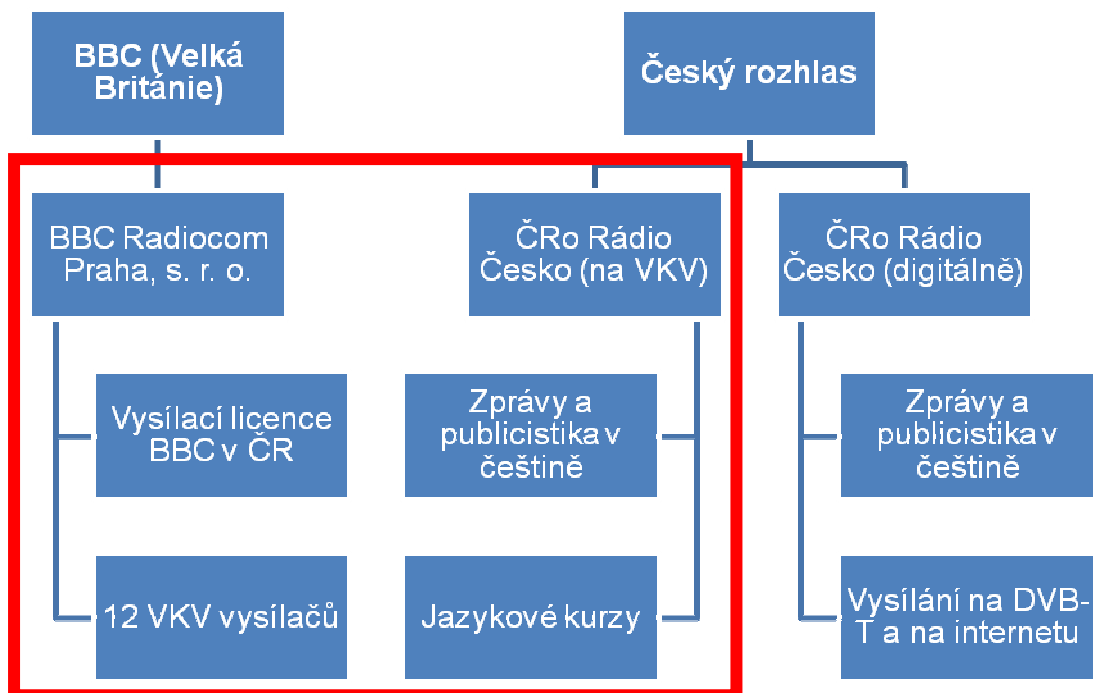 BBC (Velká
Británie)
Český rozhlas
BBC Radiocom
Praha, s. r. o.
ČRo Rádio
Česko (na VKV)
ČRo Rádio
Česko (digitálně)
Vysílací licence
BBC v ČR
Zprávy a
publicistika v
češtině
Zprávy a
publicistika v
češtině
12 VKV vysílačů
Jazykové kurzy
Vysílání na DVB-
T a na internetu